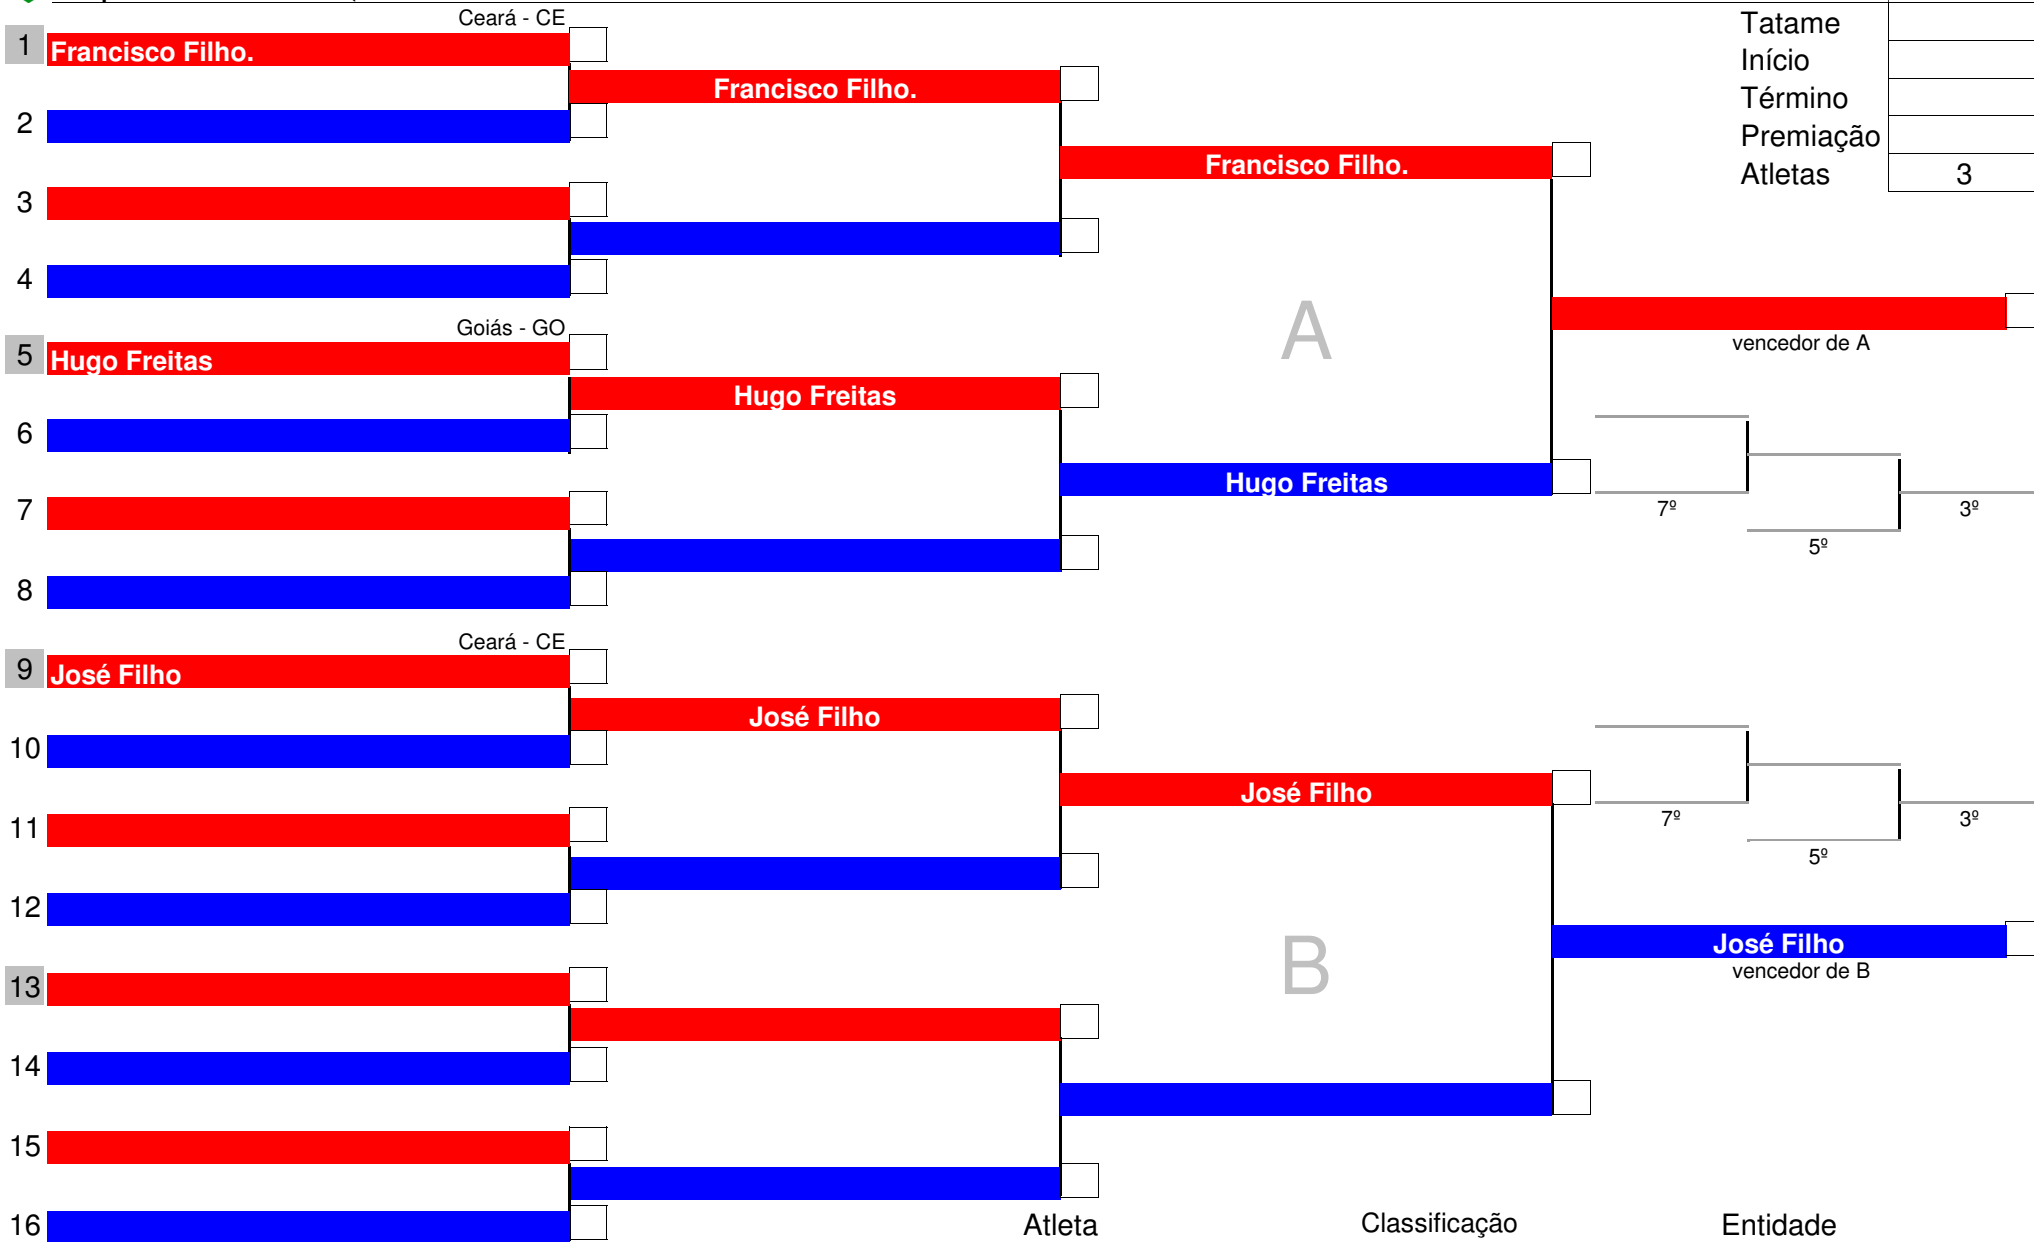 Ceará - CE
Tatame
1 Francisco Filho.
Início
Francisco Filho.
Término
2
Premiação
Francisco Filho.
Atletas 3
3
4
Goiás - GO
A
vencedor de A
5 Hugo Freitas
Hugo Freitas
6
Hugo Freitas
7
7º 3º
5º
8
Ceará - CE
9 José Filho
José Filho
10
José Filho
11
7º 3º
5º
12
José Filho
B
vencedor de B
13
14
15
16
Atleta Classificação Entidade